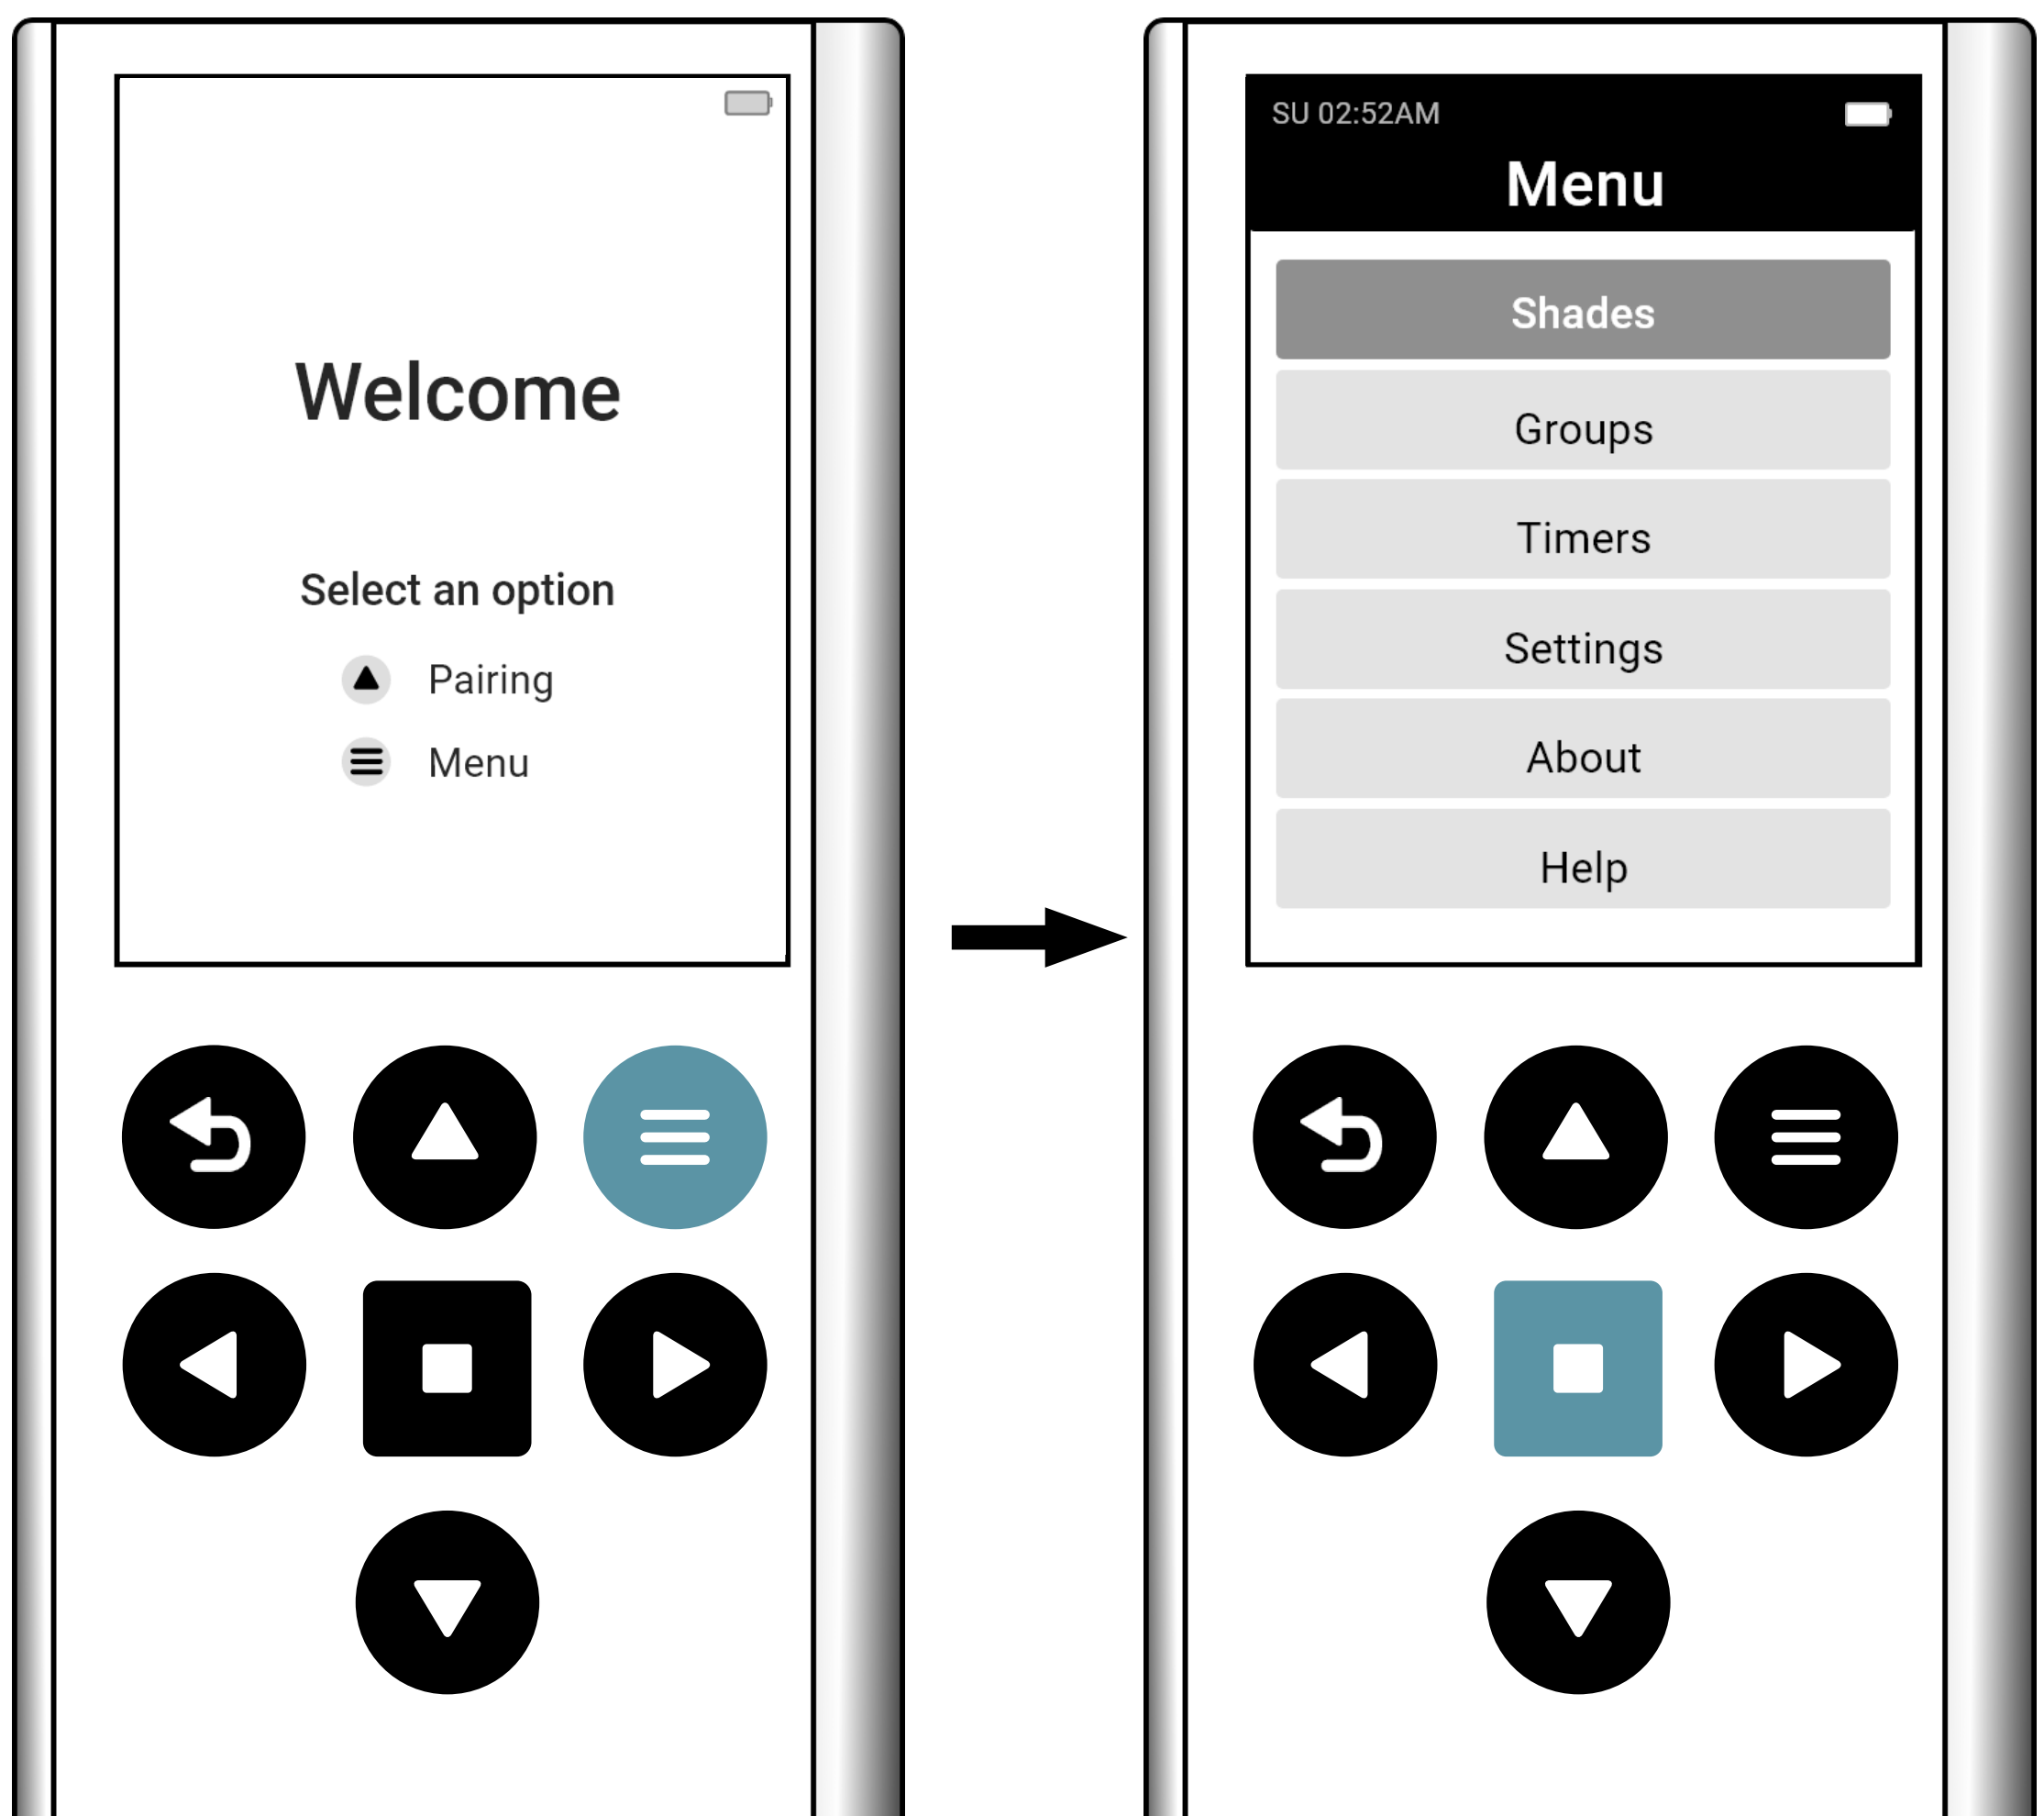 Welcome
Select an option
Pairing
Menu
SU 02:52AM
Menu
Shades
Groups
Timers
Settings
About
Help